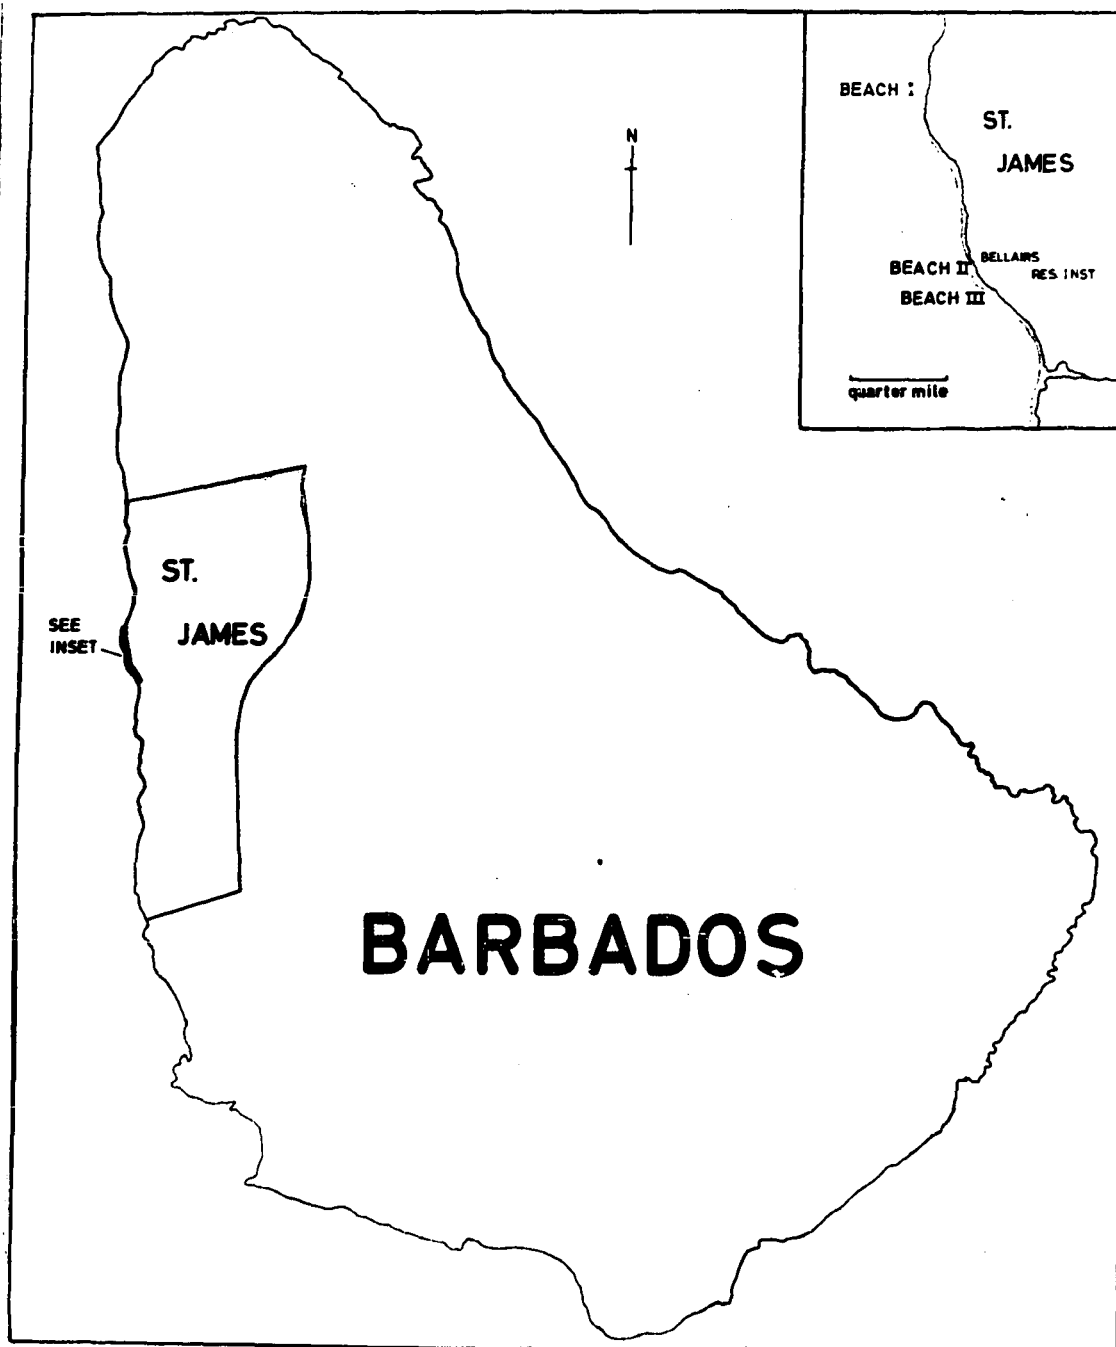 BEACH I
ST.
JAMES
N
BELLAIRS
RES. INST
BEACH II
BEACH III
quarter mile
ST.
JAMES
SEE
INSET
BARBADOS